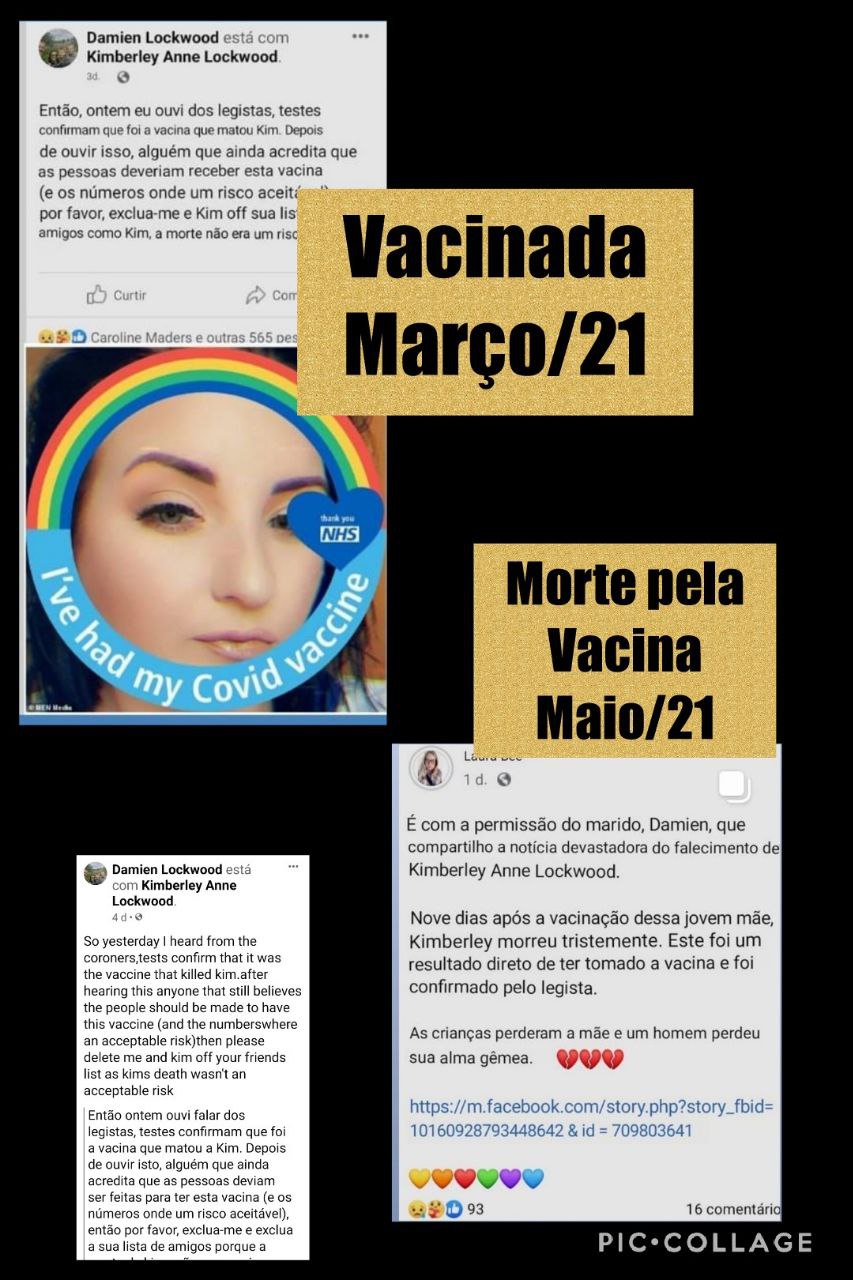 Damien Lockwood está com
Kimberley Anne Lockwood.
3d.
Então, ontem eu ouvi dos legistas, testes
confirmam que foi a vacina que matou Kim. Depois
de ouvir isso, alguém que ainda acredita que
as pessoas deveriam receber esta vacina
(e os números onde um risco
por favor, exclua-me e Kim off sua
amigos como Kim, a morte não era um
Curtir
Caroline Maders e outras 565
Vacinada
Março/21
thank you
NHS
I've had my Covid vaccine
© MEN Media
Morte pela
Vacina
Maio/21
1 d.
É com a permissão do marido, Damien, que
compartilho a notícia devastadora do falecimento de
Kimberley Anne Lockwood.
Nove dias após a vacinação dessa jovem mãe,
Kimberley morreu tristemente. Este foi um
resultado direto de ter tomado a vacina e foi
confirmado pelo legista.
As crianças perderam a mãe e um homem perdeu
sua alma gêmea.
https://m.facebook.com/story.php?story_fbid=
10160928793448642 & id = 709803641
93
16 comentário
Damien Lockwood está
com Kimberley Anne
Lockwood.
4 d
So yesterday I heard from the
coroners,tests confirm that it was
the vaccine that killed kim.after
hearing this anyone that still believes
the people should be made to have
this vaccine (and the numberswhere
an acceptable risk)then please
delete me and kim off your friends
list as kims death wasn't an
acceptable risk
Então ontem ouvi falar dos
legistas, testes confirmam que foi
a vacina que matou a Kim. Depois
de ouvir isto, alguém que ainda
acredita que as pessoas deviam
ser feitas para ter esta vacina (e os
números onde um risco aceitável),
então por favor, exclua-me e exclua
a sua lista de amigos porque a
PIC•COLLAGE